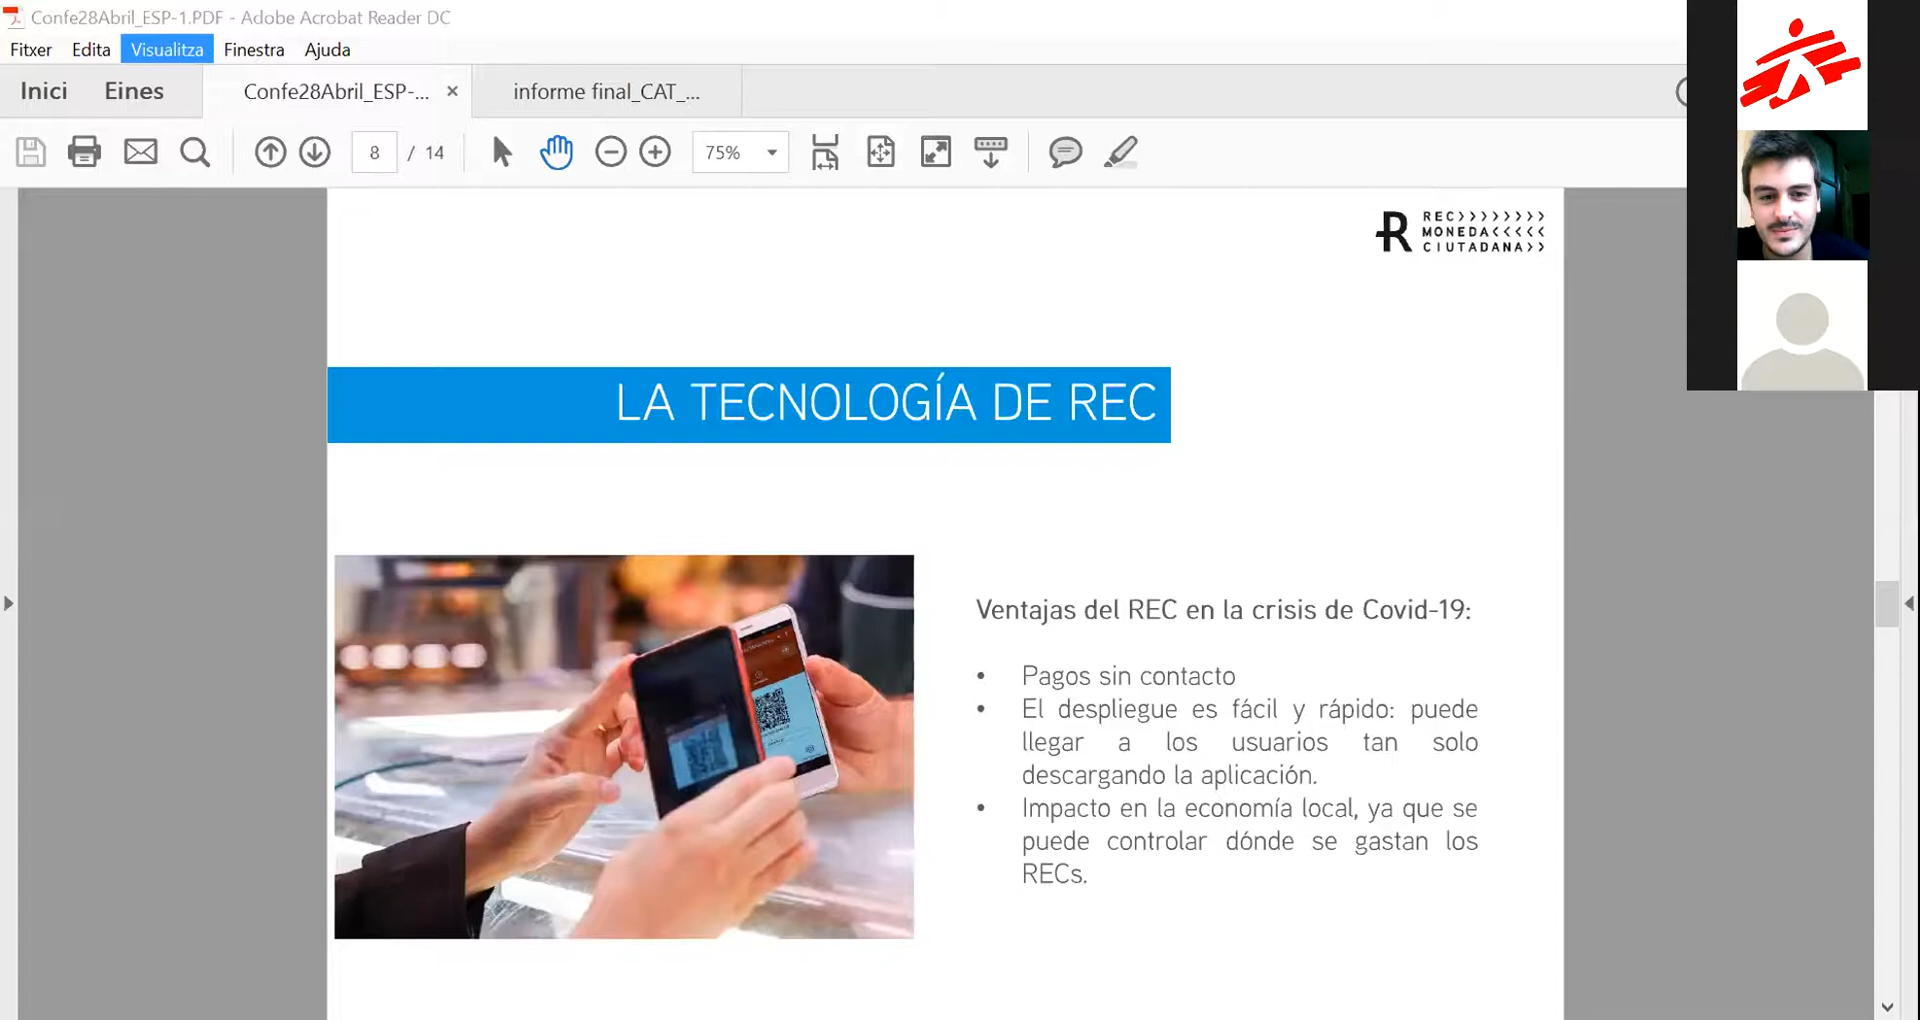 Confe28Abril_ESP-1.PDF - Adobe Acrobat Reader DC
Fitxer Edita Visualitza Finestra Ajuda
Inici Eines Confe28Abril_ESP-... × informe final_CAT_...
8 / 14 75%
REC>>>>>>>>
MONEDA<<<<<
CIUTADANA>>
LA TECNOLOGÍA DE REC
Ventajas del REC en la crisis de Covid-19:
• Pagos sin contacto
• El despliegue es fácil y rápido: puede
llegar a los usuarios tan solo
descargando la aplicación.
• Impacto en la economía local, ya que se
puede controlar dónde se gastan los
RECs.